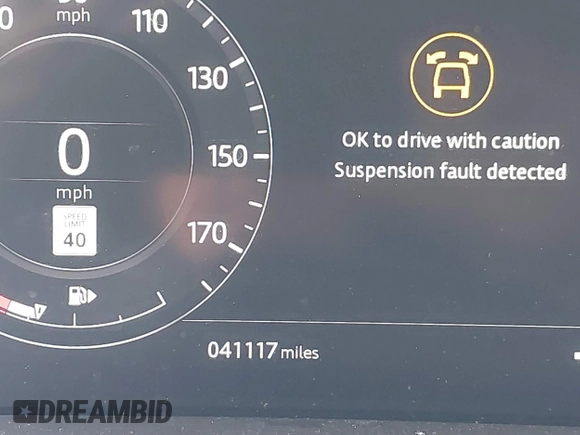 110
mph
130
0
150
mph
SPEED
LIMIT
40
170
OK to drive with caution
Suspension fault detected
041117 miles
DREAMBID